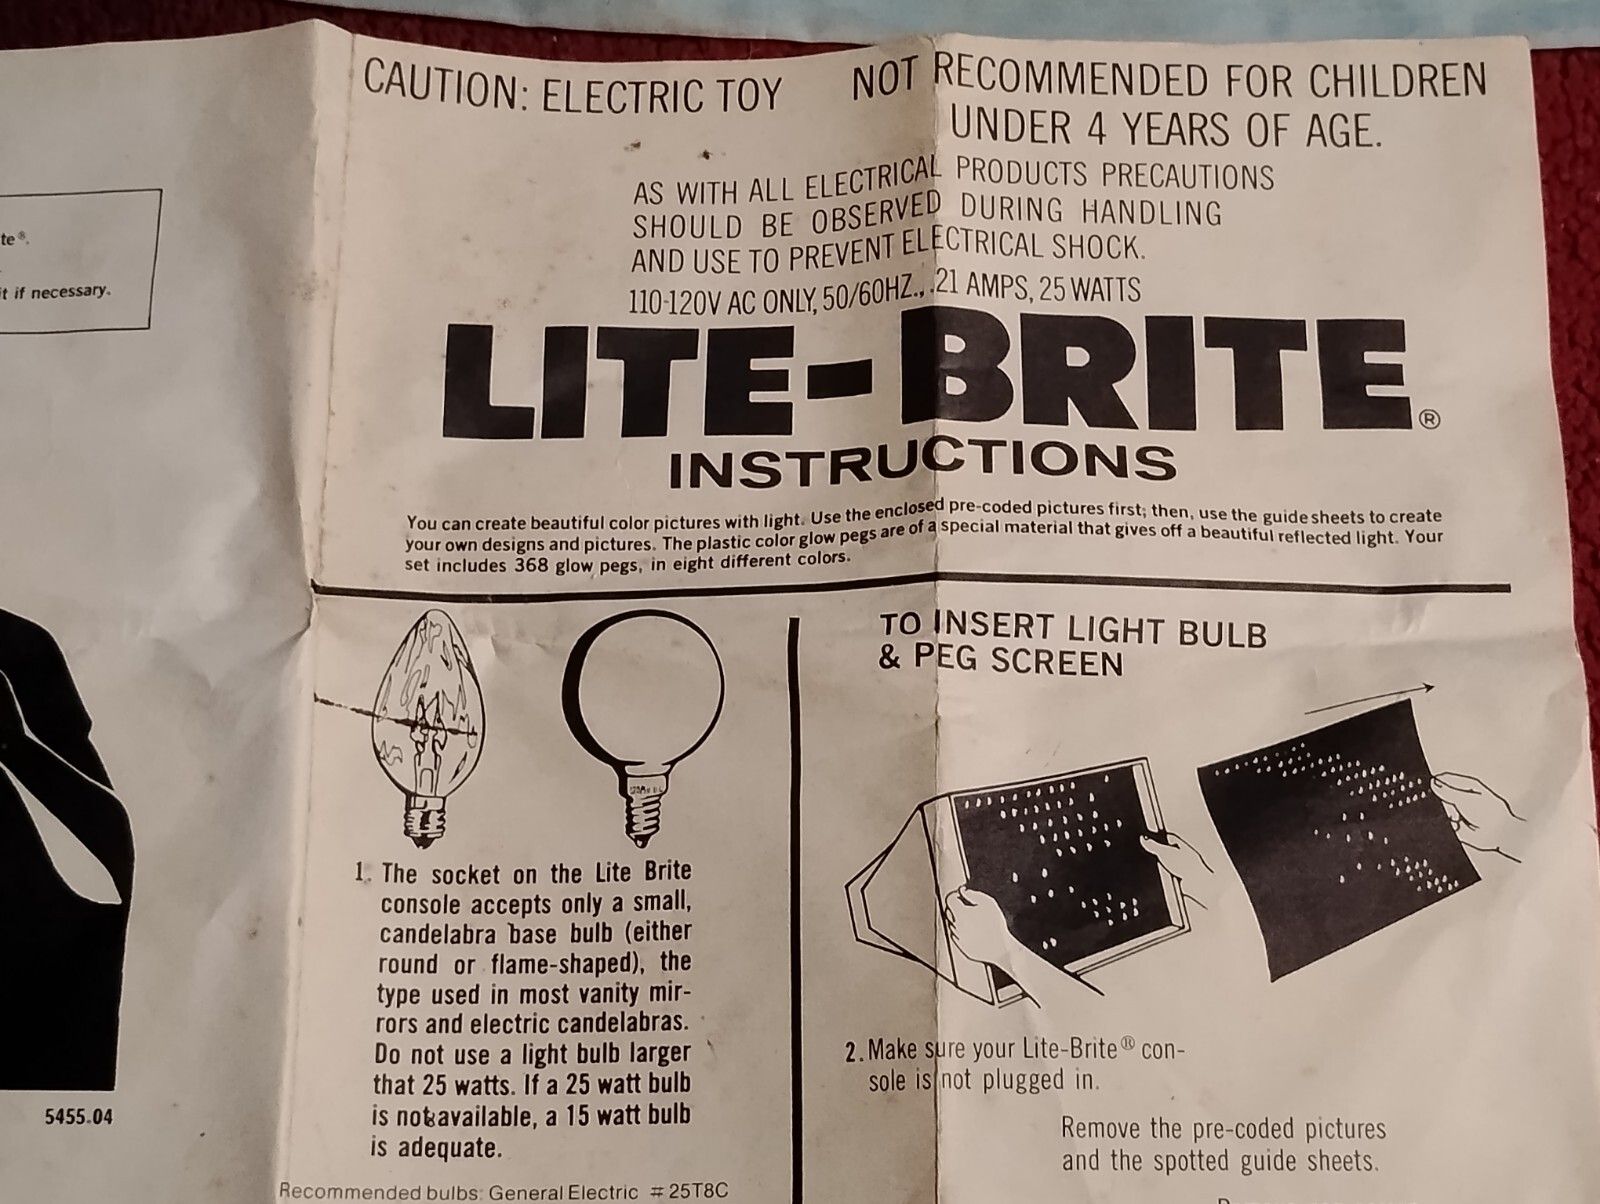 CAUTION: ELECTRIC TOY NOT RECOMMENDED FOR CHILDREN
UNDER 4 YEARS OF AGE.
AS WITH ALL ELECTRICAL PRODUCTS PRECAUTIONS
SHOULD BE OBSERVED DURING HANDLING
AND USE TO PREVENT ELECTRICAL SHOCK.
110-120V AC ONLY, 50/60HZ., .21 AMPS, 25 WATTS
LITE-BRITE®
INSTRUCTIONS
You can create beautiful color pictures with light. Use the enclosed pre-coded pictures first; then, use the guide sheets to create
your own designs and pictures. The plastic color glow pegs are of a special material that gives off a beautiful reflected light. Your
set includes 368 glow pegs, in eight different colors.
te®.
it if necessary.
5455.04
1. The socket on the Lite Brite
console accepts only a small,
candelabra base bulb (either
round or flame-shaped), the
type used in most vanity mir-
rors and electric candelabras.
Do not use a light bulb larger
that 25 watts. If a 25 watt bulb
is not available, a 15 watt bulb
is adequate.
Recommended bulbs: General Electric #25T8C
TO INSERT LIGHT BULB
& PEG SCREEN
2. Make sure your Lite-Brite® con-
sole is not plugged in.
Remove the pre-coded pictures
and the spotted guide sheets.